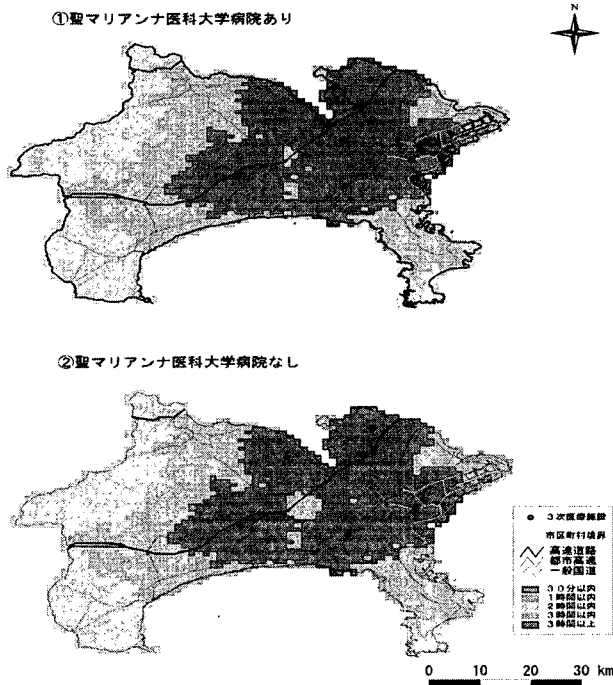 ①聖マリアンナ医科大学病院あり
N
②聖マリアンナ医科大学病院なし
3次医療施設
市区町村境界
高速道路
都市高速
一般国道
30分以内
1時間以内
2時間以内
3時間以内
3時間以上
0 10 20 30 km